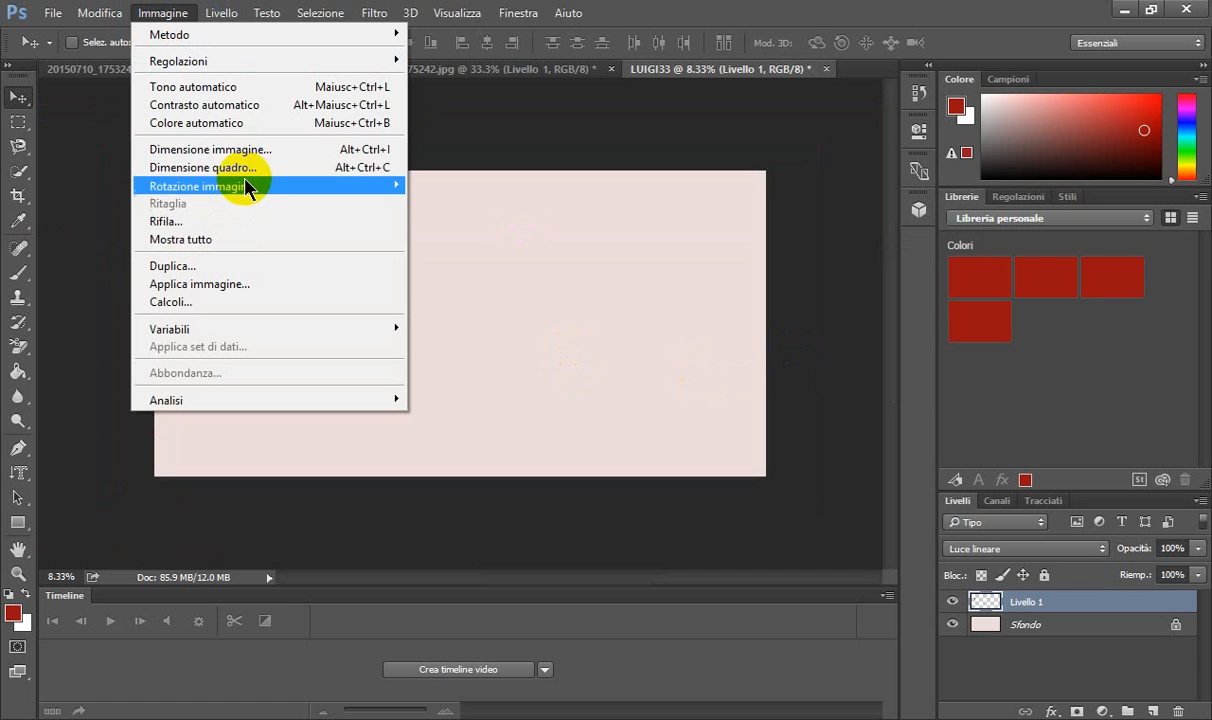 Ps File Modifica Immagine Livello Testo Selezione Filtro 3D Visualizza Finestra Aiuto
Selez. auto:
Mod. 3D:
Essenziali
20150710_17532
75242.jpg @ 33.3% (Livello 1, RGB/8) * ×
LUIGI33 @ 8.33% (Livello 1, RGB/8) * ×
Metodo
Regolazioni
Tono automatico Maiusc+Ctrl+L
Contrasto automatico Alt+Maiusc+Ctrl+L
Colore automatico Maiusc+Ctrl+B
Dimensione immagine... Alt+Ctrl+I
Dimensione quadro... Alt+Ctrl+C
Rotazione immagine
Ritaglia
Rifila...
Mostra tutto
Duplica...
Applica immagine...
Calcoli...
Variabili
Applica set di dati...
Abbondanza...
Analisi
Colore Campioni
Librerie Regolazioni Stili
Libreria personale
Colori
A fx St
Livelli Canali Tracciati
Tipo
Luce lineare Opacità: 100%
Bloc.: Riemp.: 100%
Livello 1
Sfondo
fx
8.33% Doc: 85.9 MB/12.0 MB
Timeline
Crea timeline video